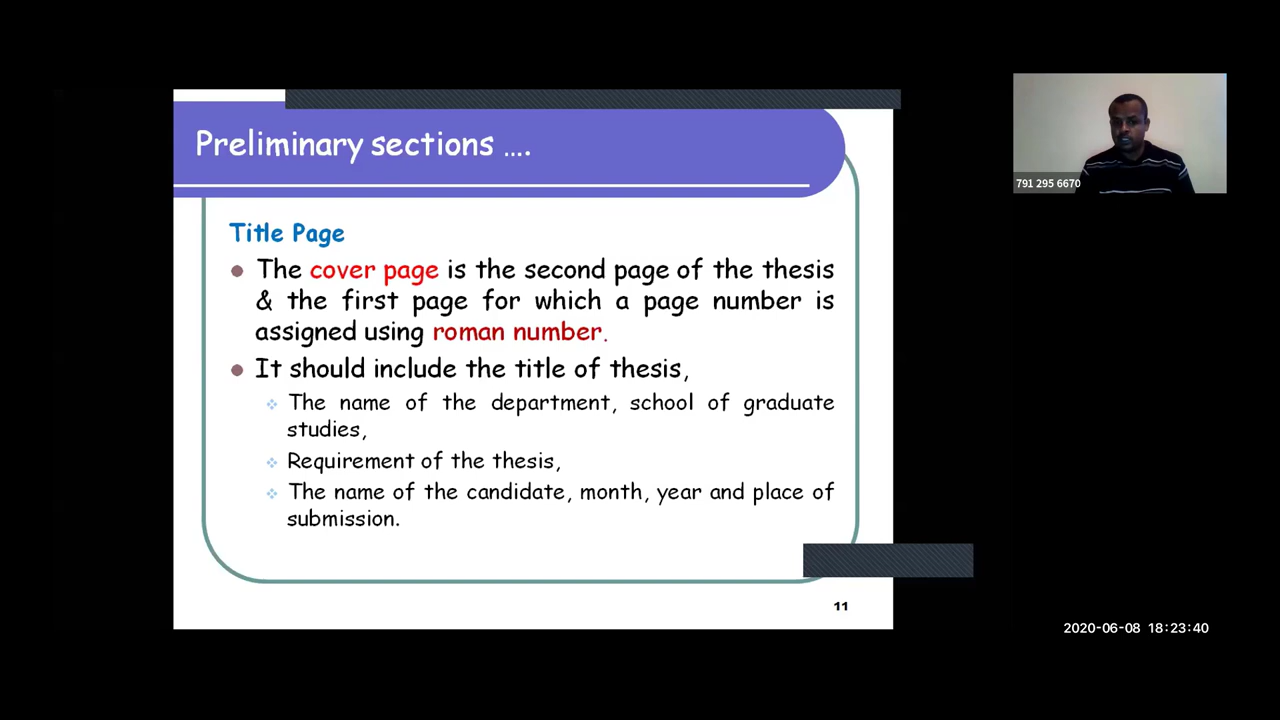 Preliminary sections ....
791 295 6670
Title Page
The cover page is the second page of the thesis
& the first page for which a page number is
assigned using roman number.
It should include the title of thesis,
The name of the department, school of graduate
studies,
Requirement of the thesis,
The name of the candidate, month, year and place of
submission.
11
2020-06-08 18:23:40